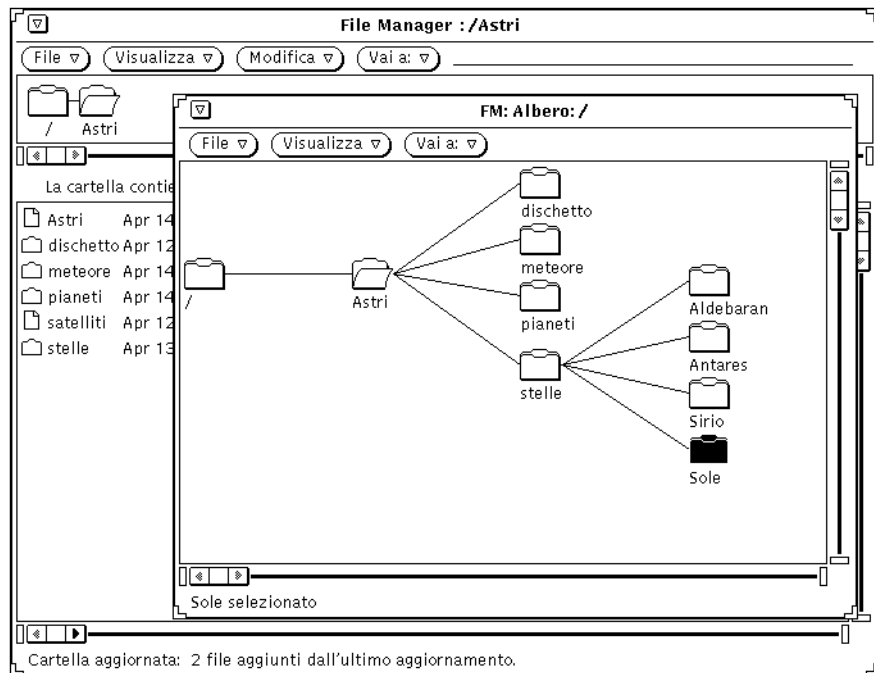 File Manager : /Astri
File Visualizza Modifica Vai a:
/ Astri
La cartella contie
Astri Apr 14
dischetto Apr 12
meteore Apr 14
pianeti Apr 14
satelliti Apr 12
stelle Apr 13
FM: Albero: /
File Visualizza Vai a:
/
Astri
dischetto
meteore
pianeti
stelle
Aldebaran
Antares
Sirio
Sole
Sole selezionato
Cartella aggiornata: 2 file aggiunti dall'ultimo aggiornamento.